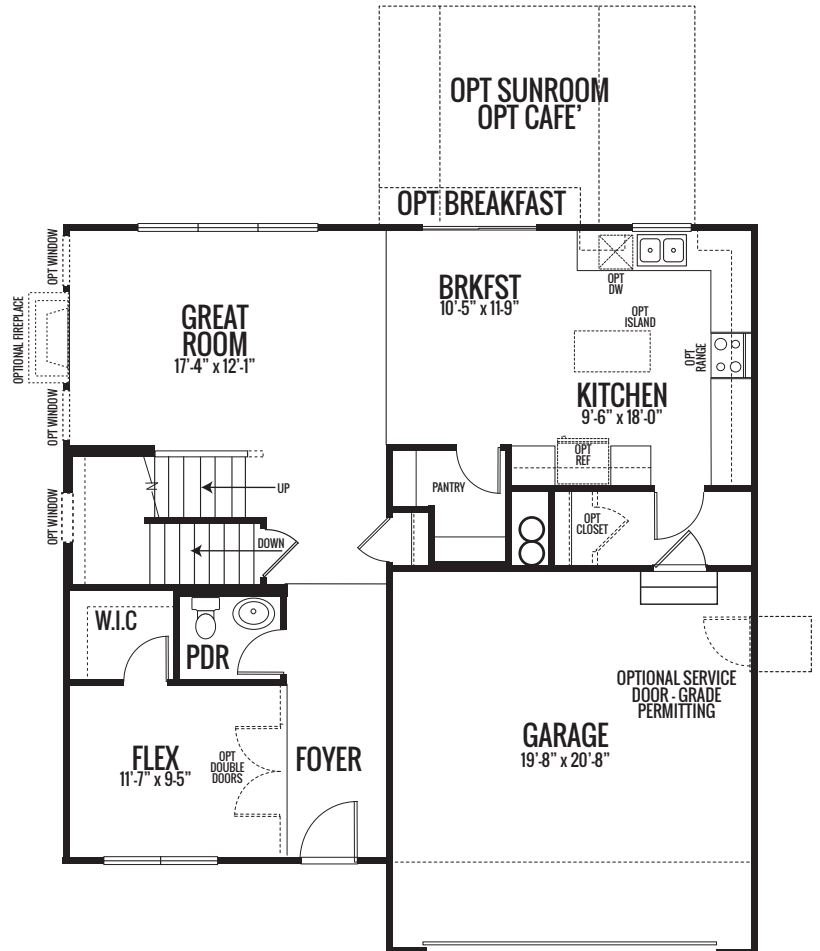 OPT SUNROOM
OPT CAFE'
OPT BREAKFAST
OPT WINDOW
OPTIONAL FIREPLACE
OPT WINDOW
OPT WINDOW
GREAT
ROOM
17'-4" x 12'-1"
BRKFST
10'-5" x 11-9"
OPT
DW
OPT
ISLAND
OPT
RANGE
KITCHEN
9'-6" x 18'-0"
OPT
REF
PANTRY
UP
DOWN
OPT
CLOSET
W.I.C
PDR
FLEX
11'-7" x 9-5"
OPT
DOUBLE
DOORS
FOYER
OPTIONAL SERVICE
DOOR - GRADE
PERMITTING
GARAGE
19'-8" x 20'-8"